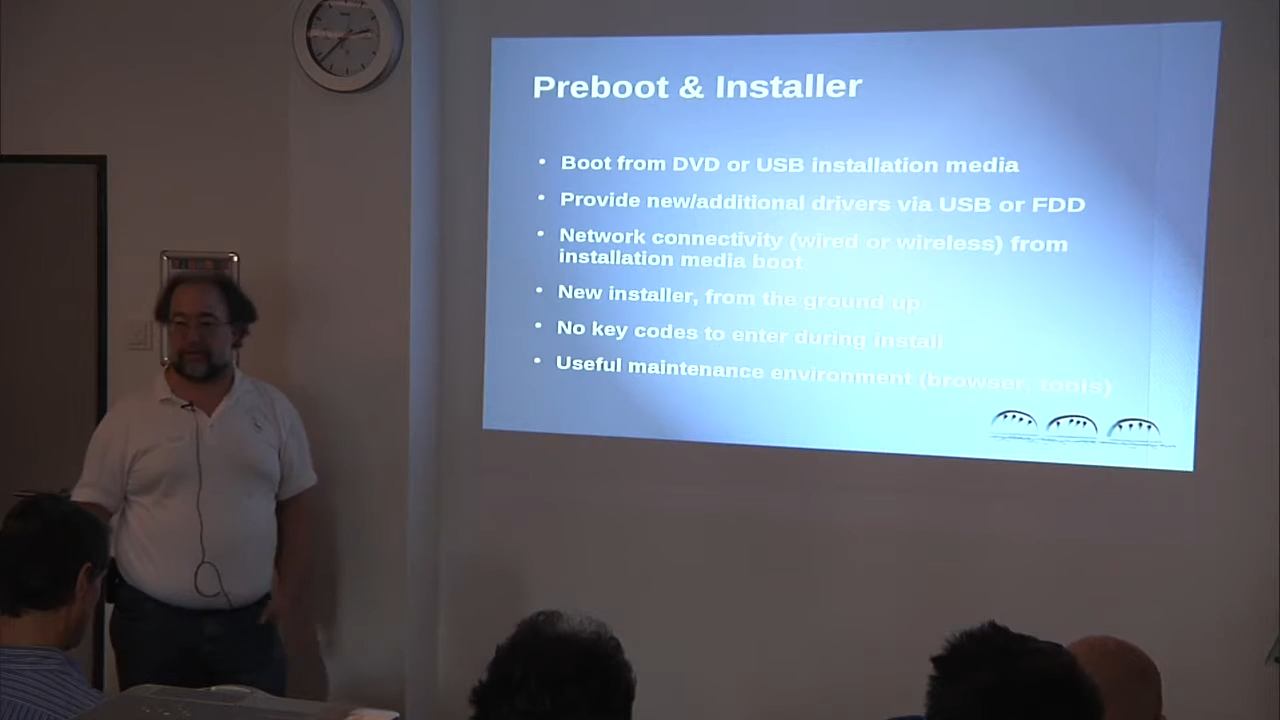 Preboot & Installer
• Boot from DVD or USB installation media
• Provide new/additional drivers via USB or FDD
• Network connectivity (wired or wireless) from
installation media boot
• New installer, from the ground up
• No key codes to enter during install
• Useful maintenance environment (browser, tools)